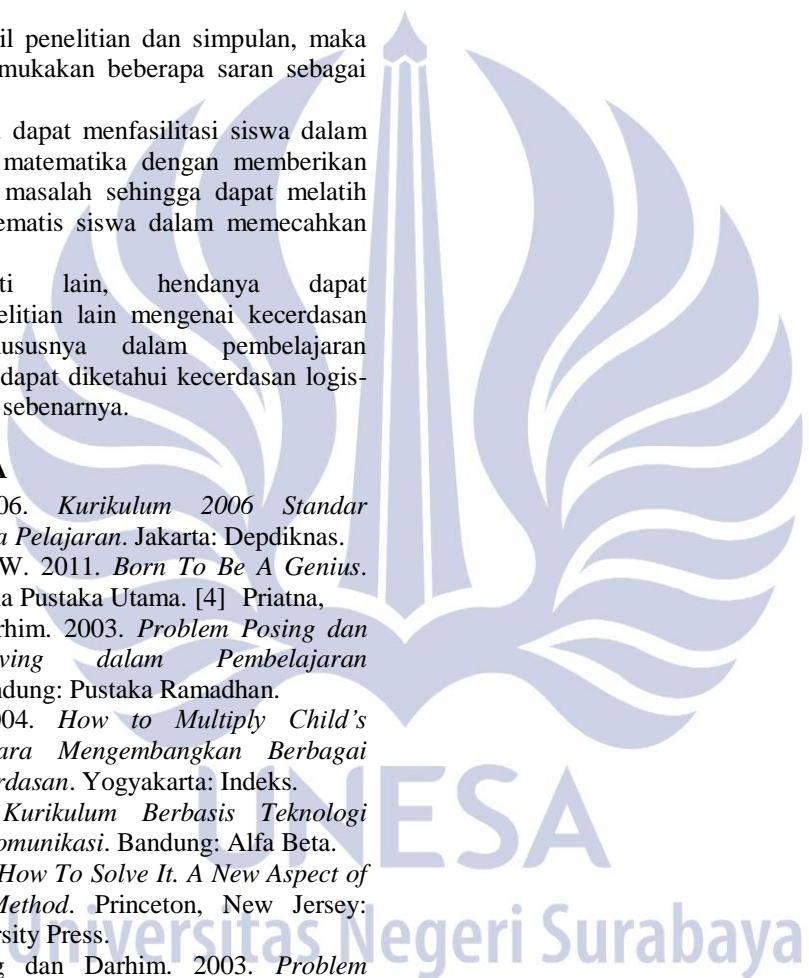 il penelitian dan simpulan, maka
mukakan beberapa saran sebagai
dapat menfasilitasi siswa dalam
matematika dengan memberikan
masalah sehingga dapat melatih
ematis siswa dalam memecahkan
ti lain, hendanya dapat
elitian lain mengenai kecerdasan
ususnya dalam pembelajaran
dapat diketahui kecerdasan logis-
sebenarnya.
A
06. Kurikulum 2006 Standar
a Pelajaran. Jakarta: Depdiknas.
W. 2011. Born To Be A Genius.
ia Pustaka Utama. [4] Priatna,
rhim. 2003. Problem Posing dan
ving dalam Pembelajaran
ndung: Pustaka Ramadhan.
004. How to Multiply Child's
ara Mengembangkan Berbagai
rdasan. Yogyakarta: Indeks.
Kurikulum Berbasis Teknologi
omunikasi. Bandung: Alfa Beta.
How To Solve It. A New Aspect of
Method. Princeton, New Jersey:
rsity Press.
g dan Darhim. 2003. Problem
UNESA
Universitas Negeri Surabaya